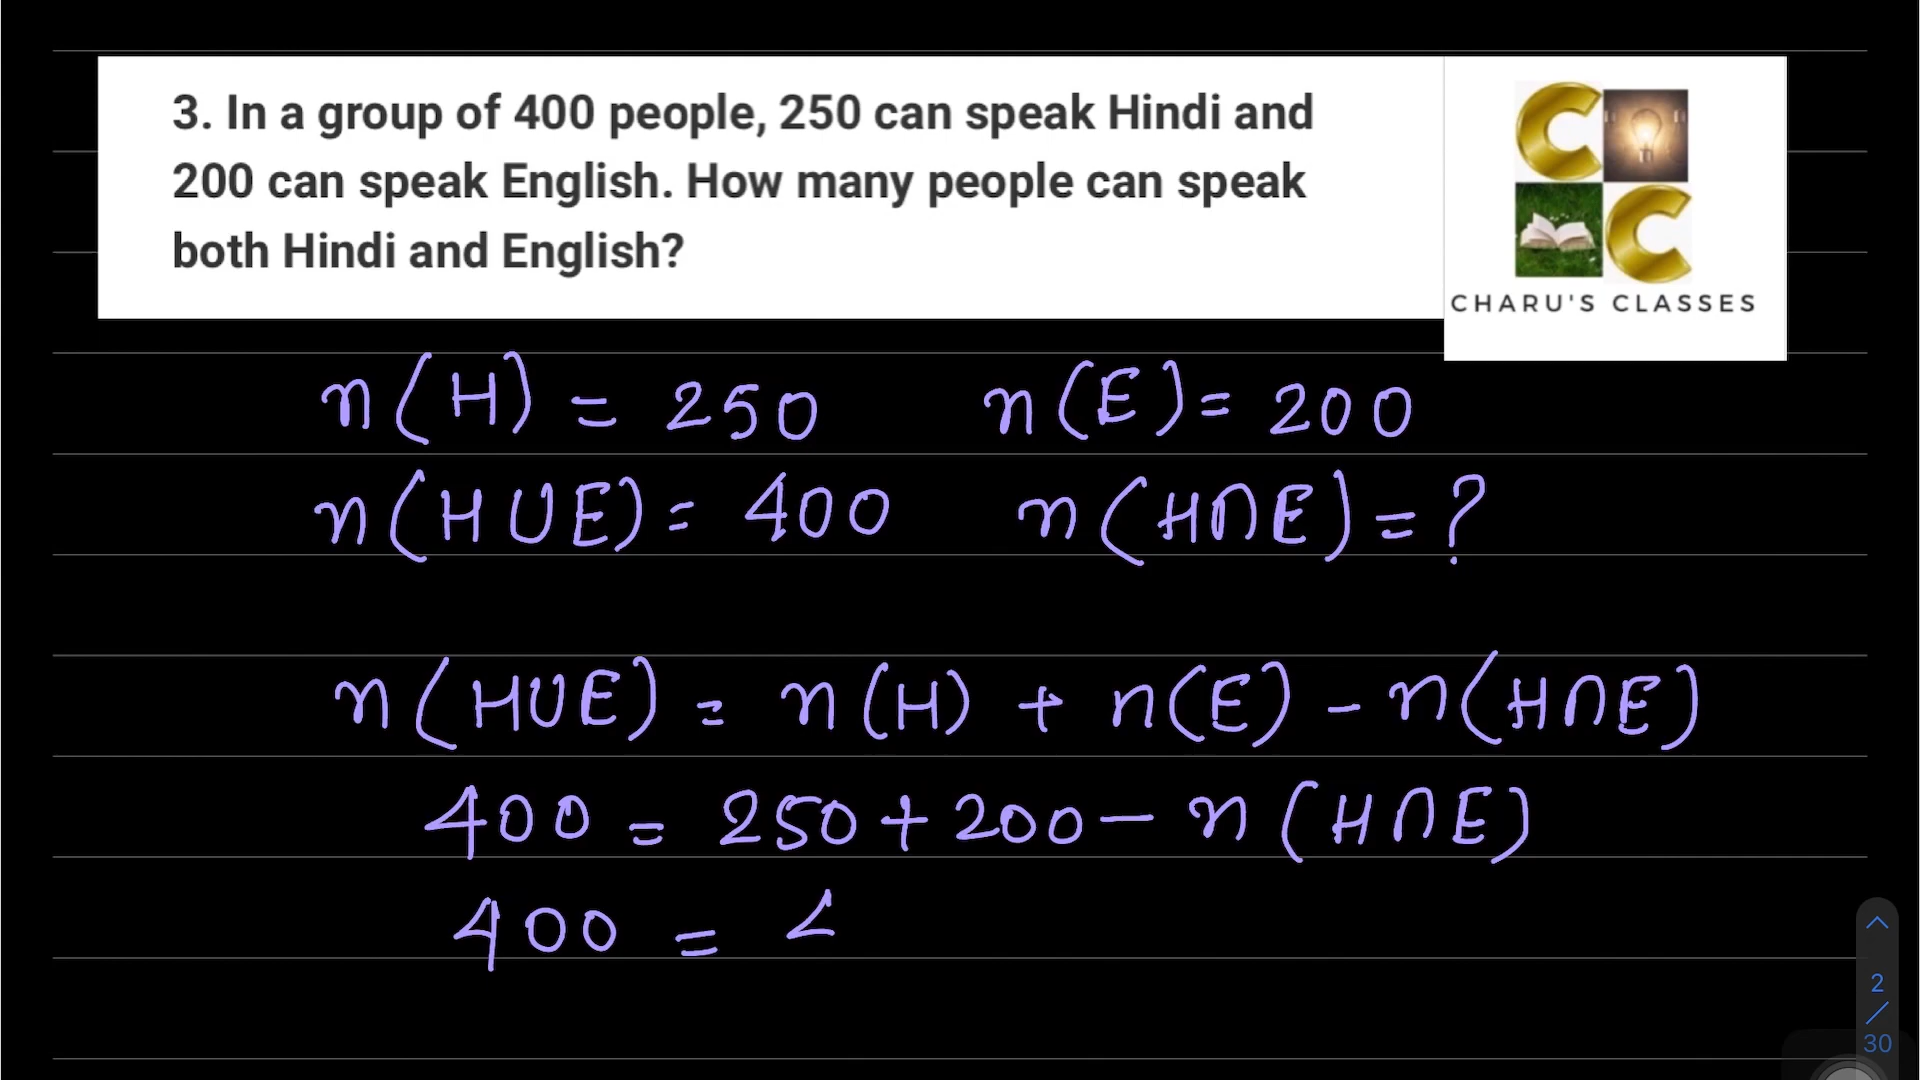 3. In a group of 400 people, 250 can speak Hindi and
200 can speak English. How many people can speak
both Hindi and English?
C
C
CHARU'S CLASSES
n(H) = 250 n(E) = 200
n(H∪E) = 400 n(H∩E) = ?
n(H∪E) = n(H) + n(E) - n(H∩E)
400 = 250 + 200 - n(H∩E)
400 =
2
/
30